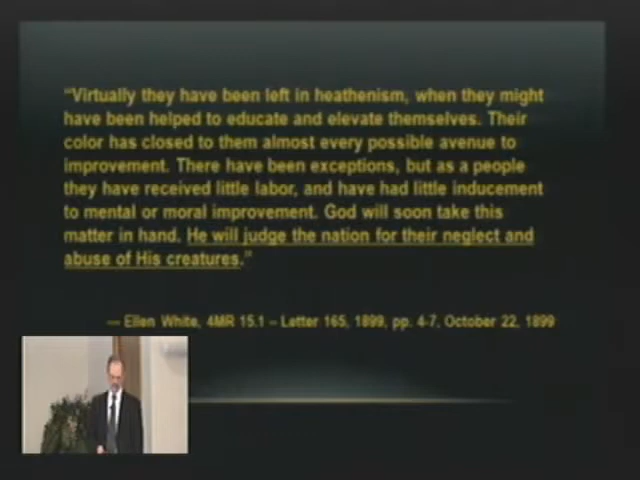 “Virtually they have been left in heathenism, when they might
have been helped to educate and elevate themselves. Their
color has closed to them almost every possible avenue to
improvement. There have been exceptions, but as a people
they have received little labor, and have had little inducement
to mental or moral improvement. God will soon take this
matter in hand. He will judge the nation for their neglect and
abuse of His creatures.”
— Ellen White, 4MR 15.1 – Letter 165, 1899, pp. 4-7, October 22, 1899